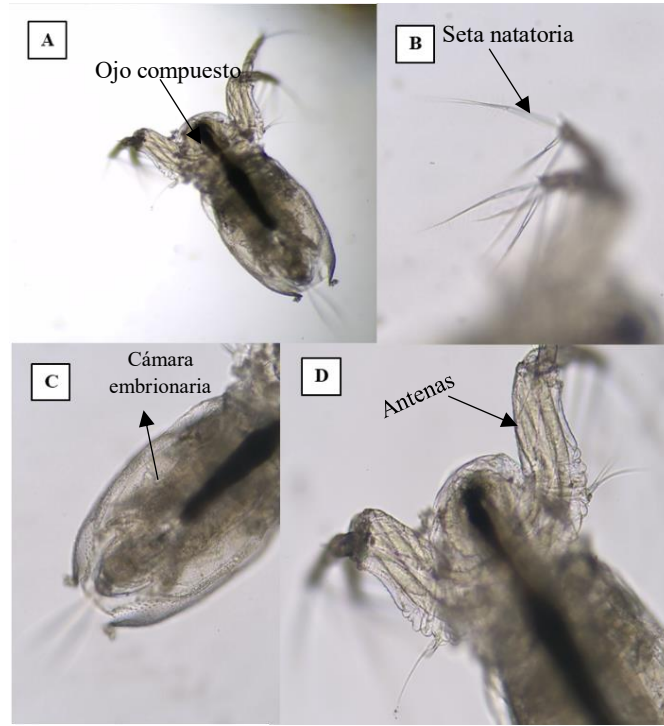 A
Ojo compuesto
B
Seta natatoria
C
Cámara
embrionaria
D
Antenas